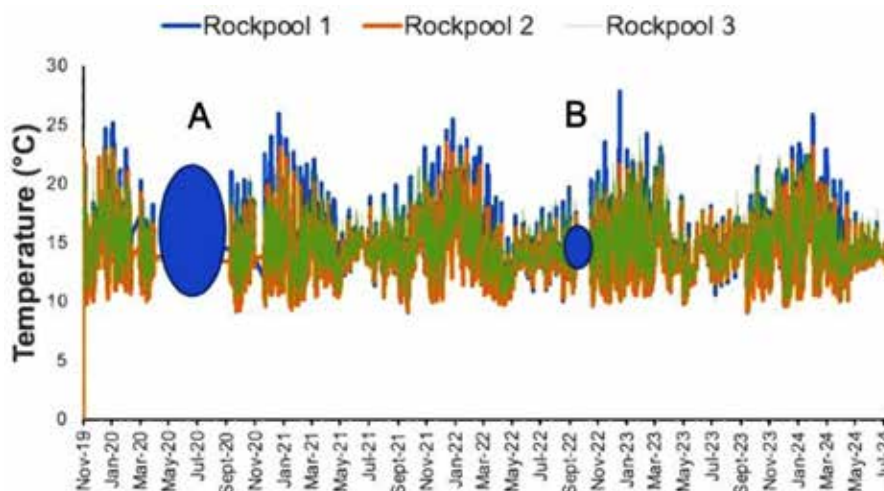 Rockpool 1 Rockpool 2 Rockpool 3
Temperature (°C)
30
25
20
15
10
5
0
A
B
Nov-19
Jan-20
Mar-20
May-20
Jul-20
Sept-20
Nov-20
Jan-21
Mar-21
May-21
Jul-21
Sept-21
Nov-21
Jan-22
Mar-22
May-22
Jul-22
Sept-22
Nov-22
Jan-23
Mar-23
May-23
Jul-23
Sept-23
Nov-23
Jan-24
Mar-24
May-24
Jul-24